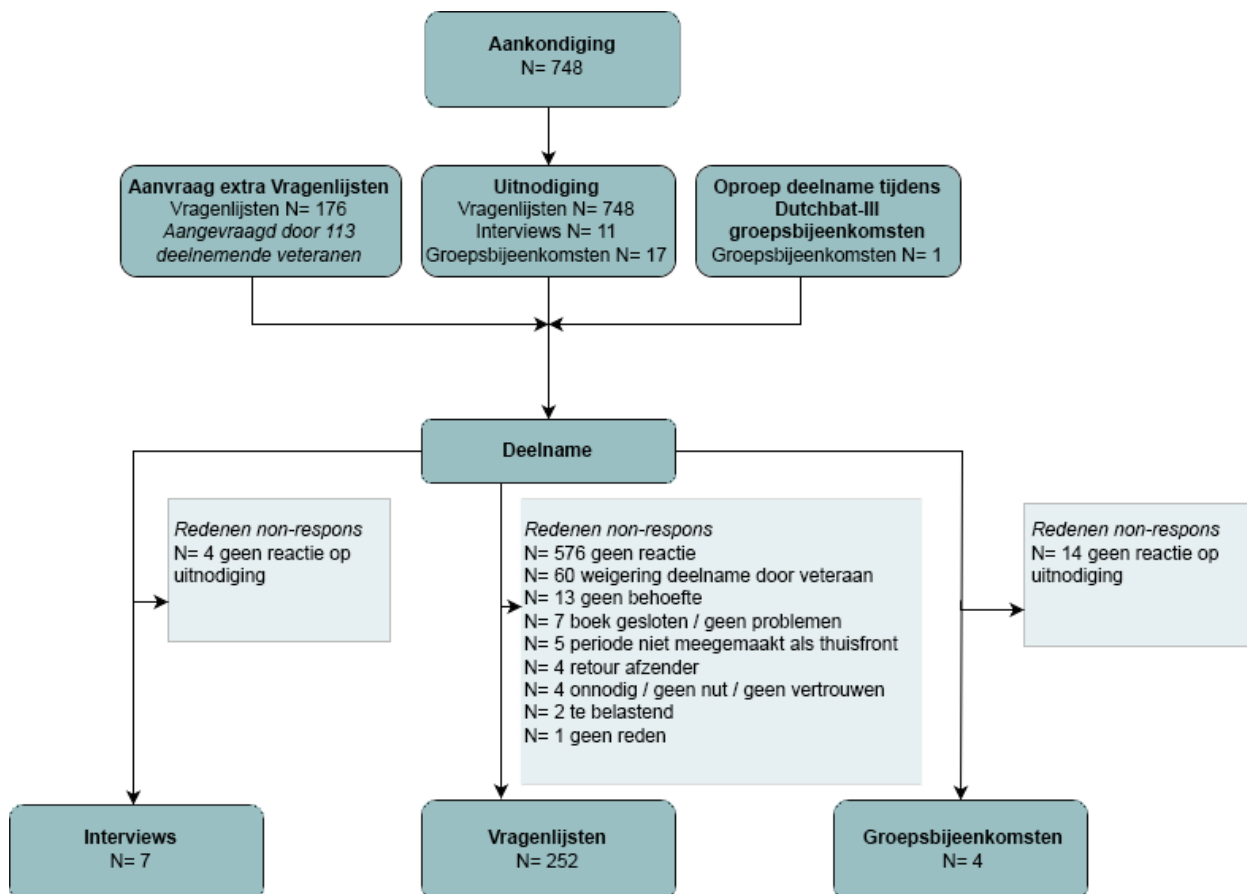 Aankondiging
N= 748
Aanvraag extra Vragenlijsten
Vragenlijsten N= 176
Aangevraagd door 113
deelnemende veteranen
Uitnodiging
Vragenlijsten N= 748
Interviews N= 11
Groepsbijeenkomsten N= 17
Oproep deelname tijdens
Dutchbat-III
groepsbijeenkomsten
Groepsbijeenkomsten N= 1
Deelname
Redenen non-respons
N= 4 geen reactie op
uitnodiging
Redenen non-respons
N= 576 geen reactie
N= 60 weigering deelname door veteraan
N= 13 geen behoefte
N= 7 boek gesloten / geen problemen
N= 5 periode niet meegemaakt als thuisfront
N= 4 retour afzender
N= 4 onnodig / geen nut / geen vertrouwen
N= 2 te belastend
N= 1 geen reden
Redenen non-respons
N= 14 geen reactie op
uitnodiging
Interviews
N= 7
Vragenlijsten
N= 252
Groepsbijeenkomsten
N= 4